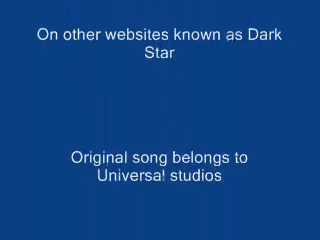 On other websites known as Dark
Star
Original song belongs to
Universal studios